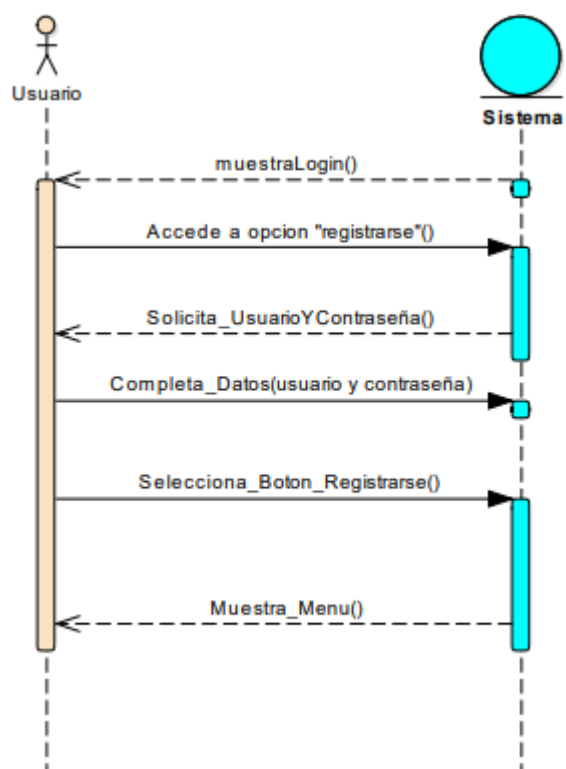 Usuario
Sistema
muestraLogin()
Accede a opcion "registrarse"()
Solicita_UsuarioYContraseña()
Completa_Datos(usuario y contraseña)
Selecciona_Boton_Registrarse()
Muestra_Menu()